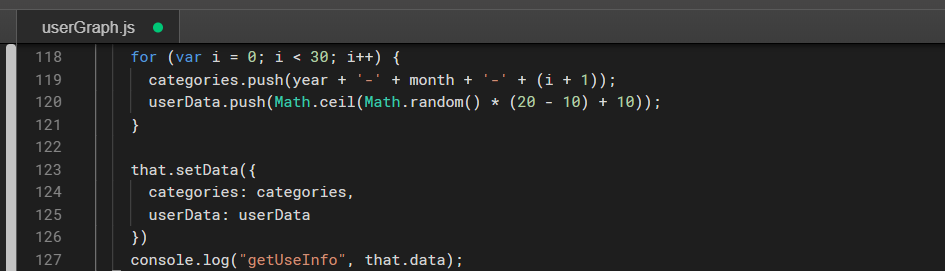 userGraph.js
118 for (var i = 0; i < 30; i++) {
119 categories.push(year + '-' + month + '-' + (i + 1));
120 userData.push(Math.ceil(Math.random() * (20 - 10) + 10));
121 }
122
123 that.setData({
124 categories: categories,
125 userData: userData
126 })
127 console.log("getUseInfo", that.data);